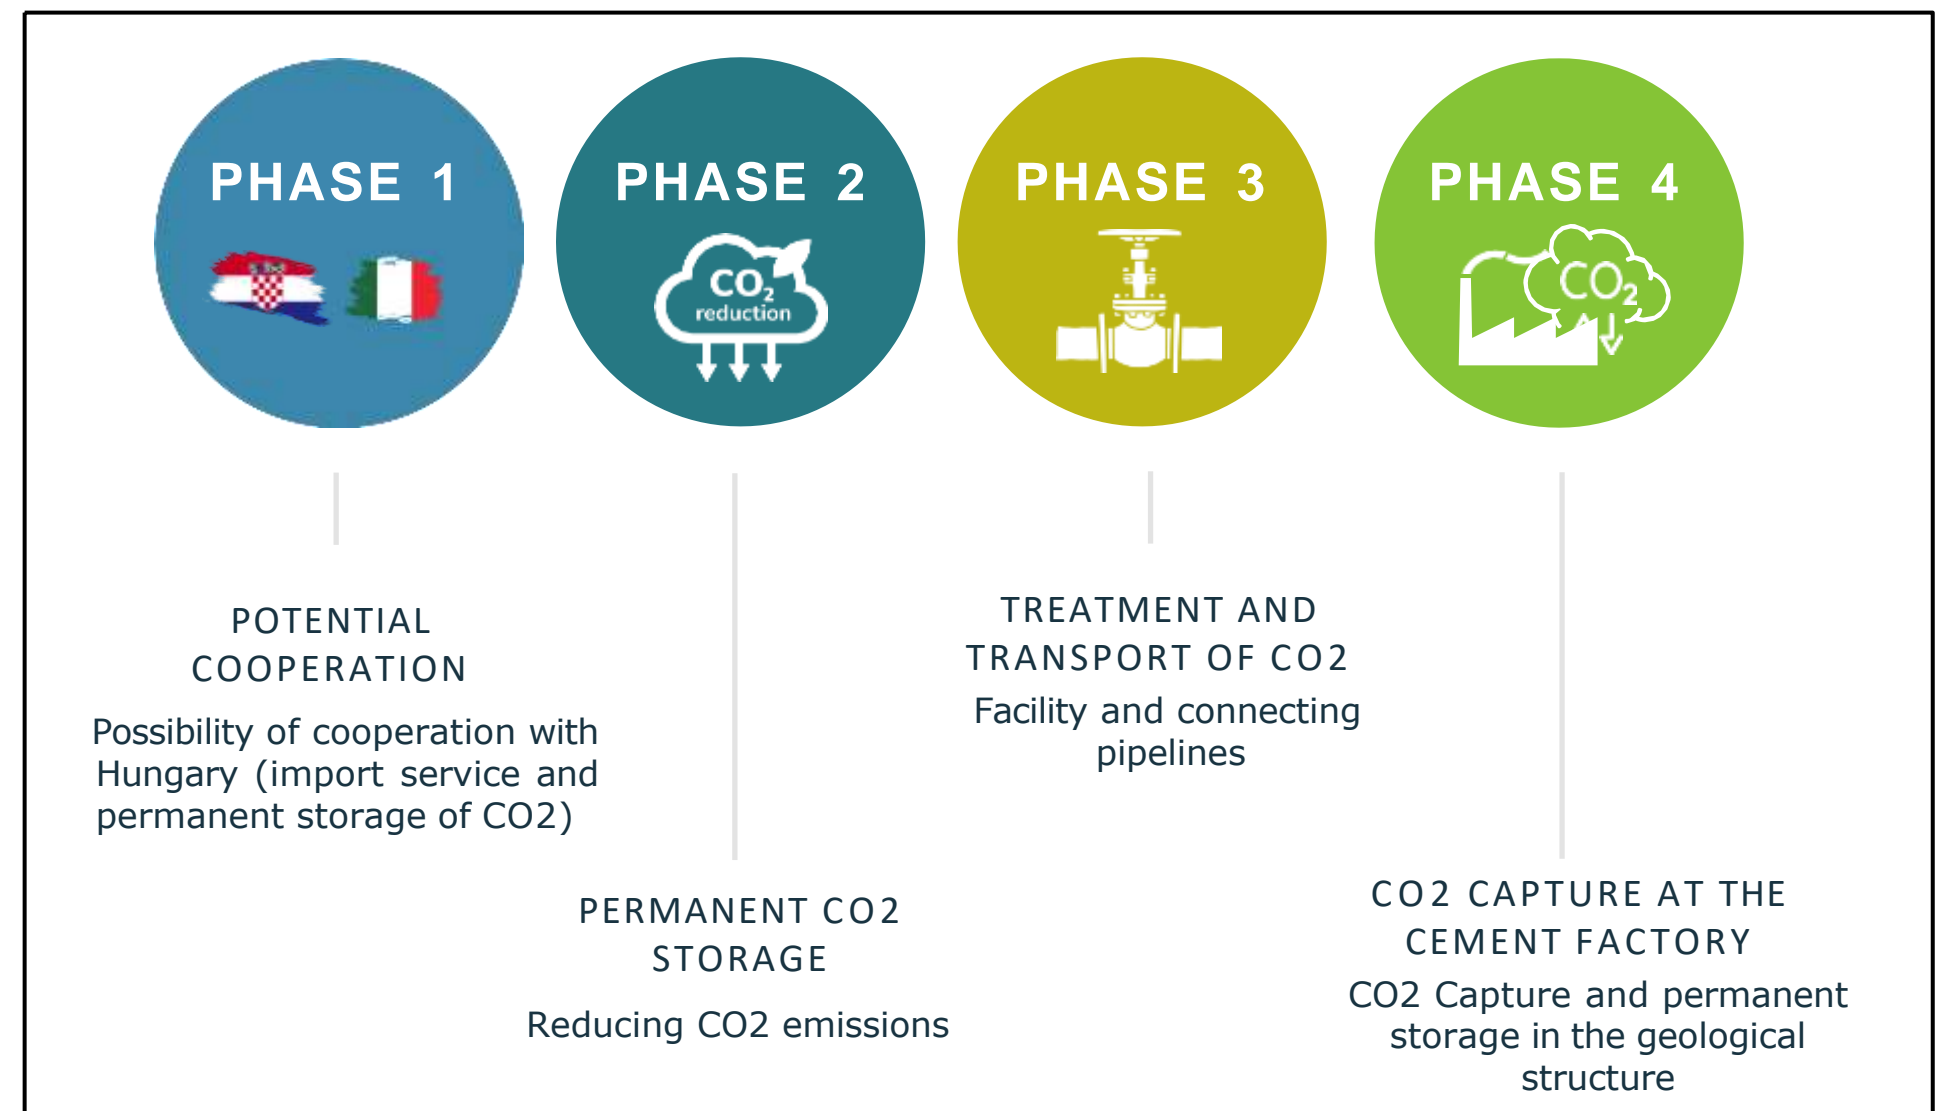 PHASE 1
PHASE 2
CO₂
reduction
PHASE 3
PHASE 4
CO₂
POTENTIAL
COOPERATION
Possibility of cooperation with
Hungary (import service and
permanent storage of CO2)
PERMANENT CO2
STORAGE
Reducing CO2 emissions
TREATMENT AND
TRANSPORT OF CO2
Facility and connecting
pipelines
CO2 CAPTURE AT THE
CEMENT FACTORY
CO2 Capture and permanent
storage in the geological
structure